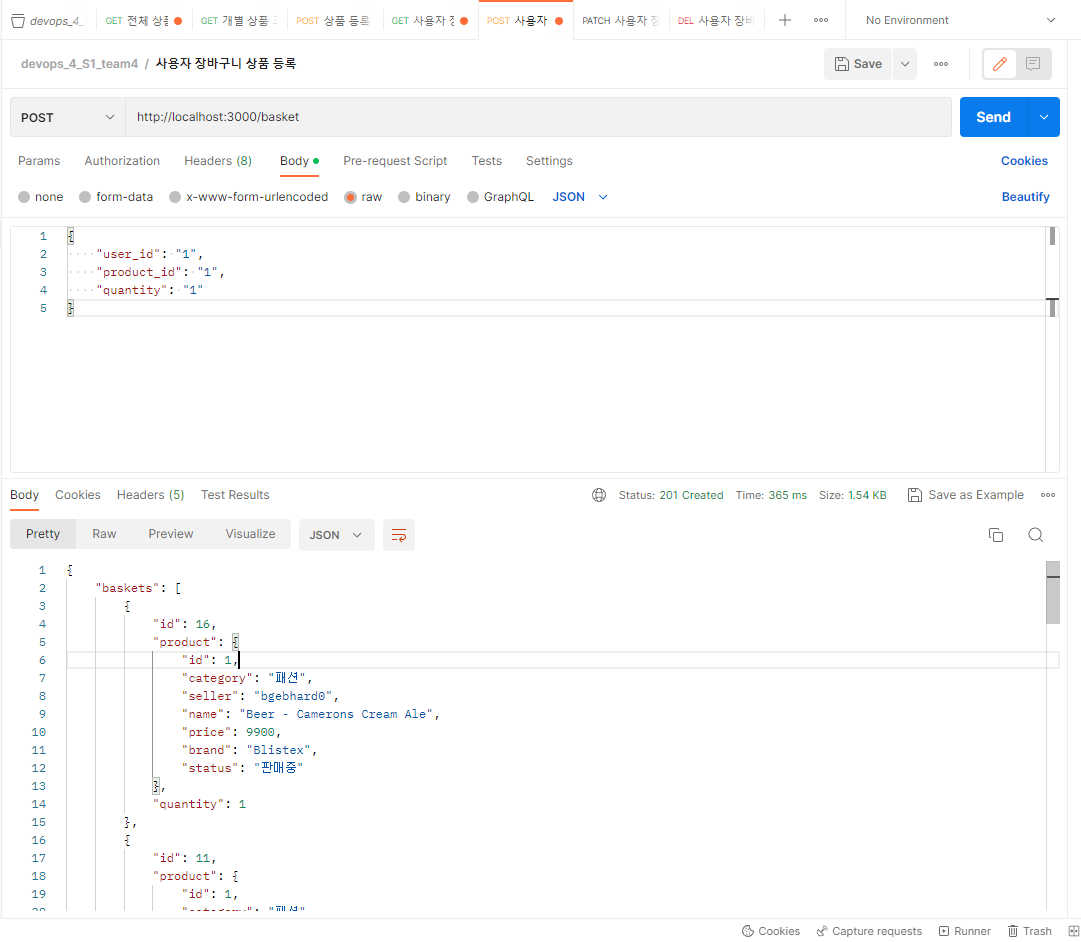 devops_4_
GET 전체 상품
GET 개별 상품
POST 상품 등록
GET 사용자 장
POST 사용자
PATCH 사용자 장
DEL 사용자 장바
No Environment
devops_4_S1_team4 / 사용자 장바구니 상품 등록
Save
POST
http://localhost:3000/basket
Send
Params Authorization Headers (8) Body Pre-request Script Tests Settings Cookies
none form-data x-www-form-urlencoded raw binary GraphQL JSON Beautify
1 {
2 "user_id": "1",
3 "product_id": "1",
4 "quantity": "1"
5 }
Body Cookies Headers (5) Test Results Status: 201 Created Time: 365 ms Size: 1.54 KB Save as Example
Pretty Raw Preview Visualize JSON
1 {
2 "baskets": [
3 {
4 "id": 16,
5 "product": {
6 "id": 1,
7 "category": "패션",
8 "seller": "bgebhard0",
9 "name": "Beer - Camerons Cream Ale",
10 "price": 9900,
11 "brand": "Blistex",
12 "status": "판매중"
13 },
14 "quantity": 1
15 },
16 {
17 "id": 11,
18 "product": {
19 "id": 1,
20 "category": "패션"
Cookies Capture requests Runner Trash